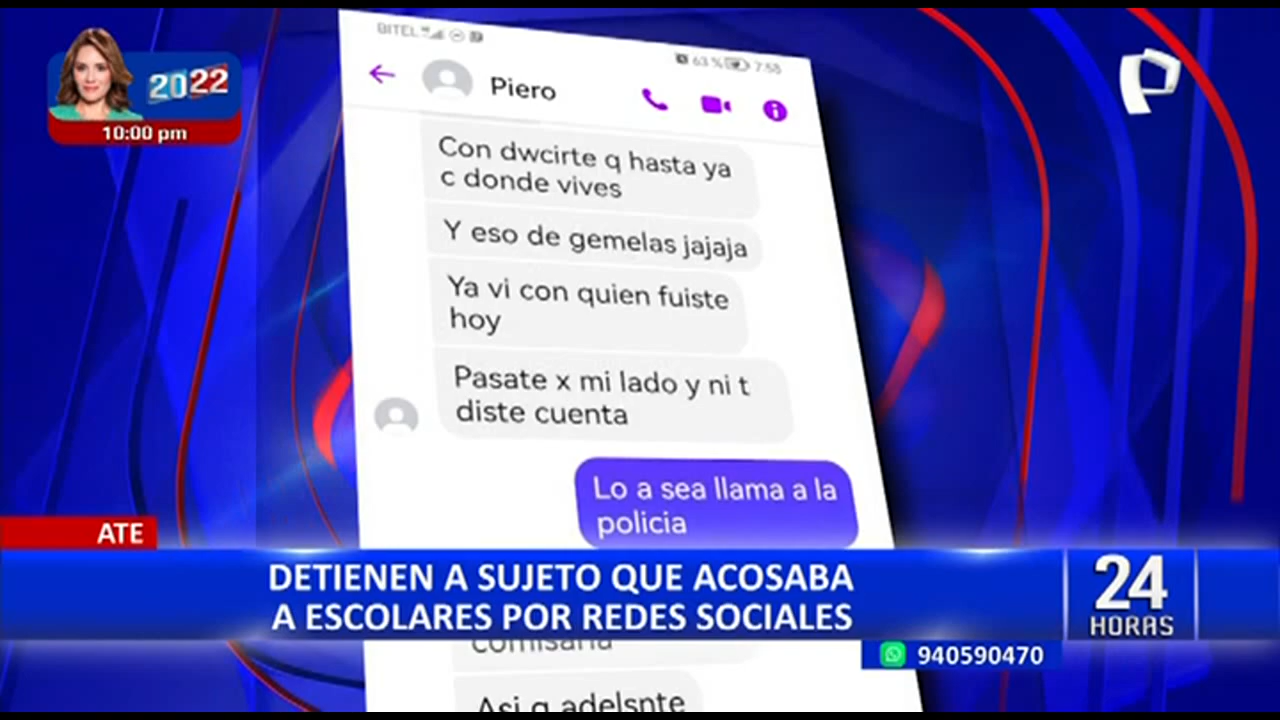 2022
10:00 pm
BITEL
63 %
7:58
Piero
Con dwcirte q hasta ya
c donde vives
Y eso de gemelas jajaja
Ya vi con quien fuiste
hoy
Pasate x mi lado y ni t
diste cuenta
Lo a sea llama a la
policia
ATE
DETIENEN A SUJETO QUE ACOSABA
A ESCOLARES POR REDES SOCIALES
24
HORAS
comisaria
940590470
Asi q adelsnte